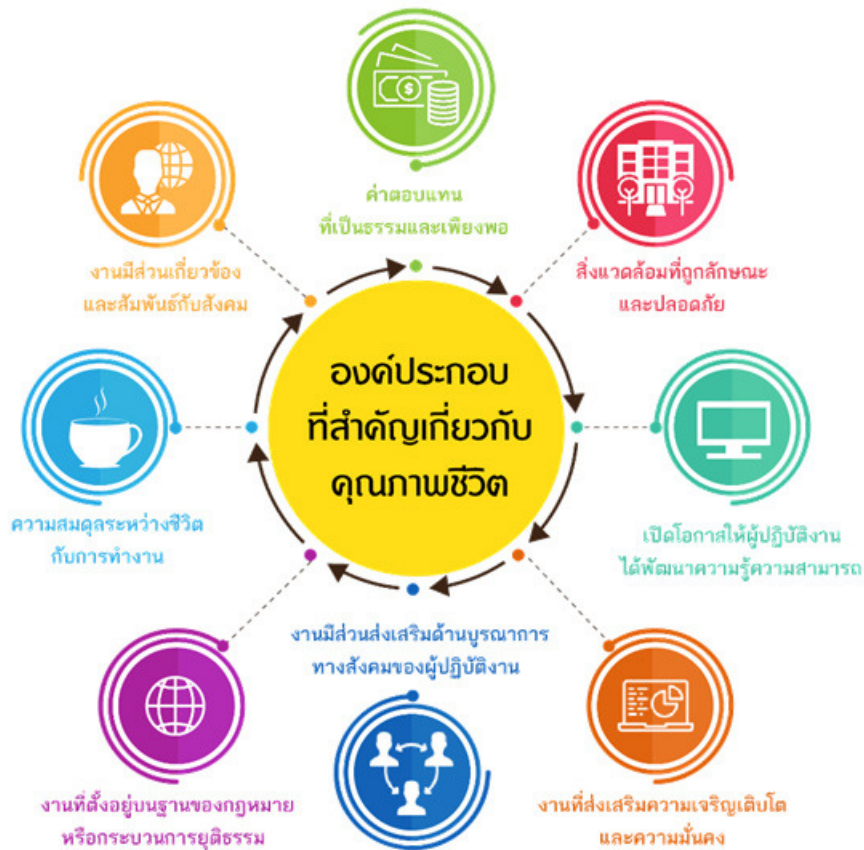 องค์ประกอบ
ที่สำคัญเกี่ยวกับ
คุณภาพชีวิต
ค่าตอบแทน
ที่เป็นธรรมและเพียงพอ
สิ่งแวดล้อมที่ถูกลักษณะ
และปลอดภัย
เปิดโอกาสให้ผู้ปฏิบัติงาน
ได้พัฒนาความรู้ความสามารถ
งานที่ส่งเสริมความเจริญเติบโต
และความมั่นคง
งานมีส่วนส่งเสริมด้านบูรณาการ
ทางสังคมของผู้ปฏิบัติงาน
งานที่ตั้งอยู่บนฐานของกฎหมาย
หรือกระบวนการยุติธรรม
ความสมดุลระหว่างชีวิต
กับการทำงาน
งานมีส่วนเกี่ยวข้อง
และสัมพันธ์กับสังคม